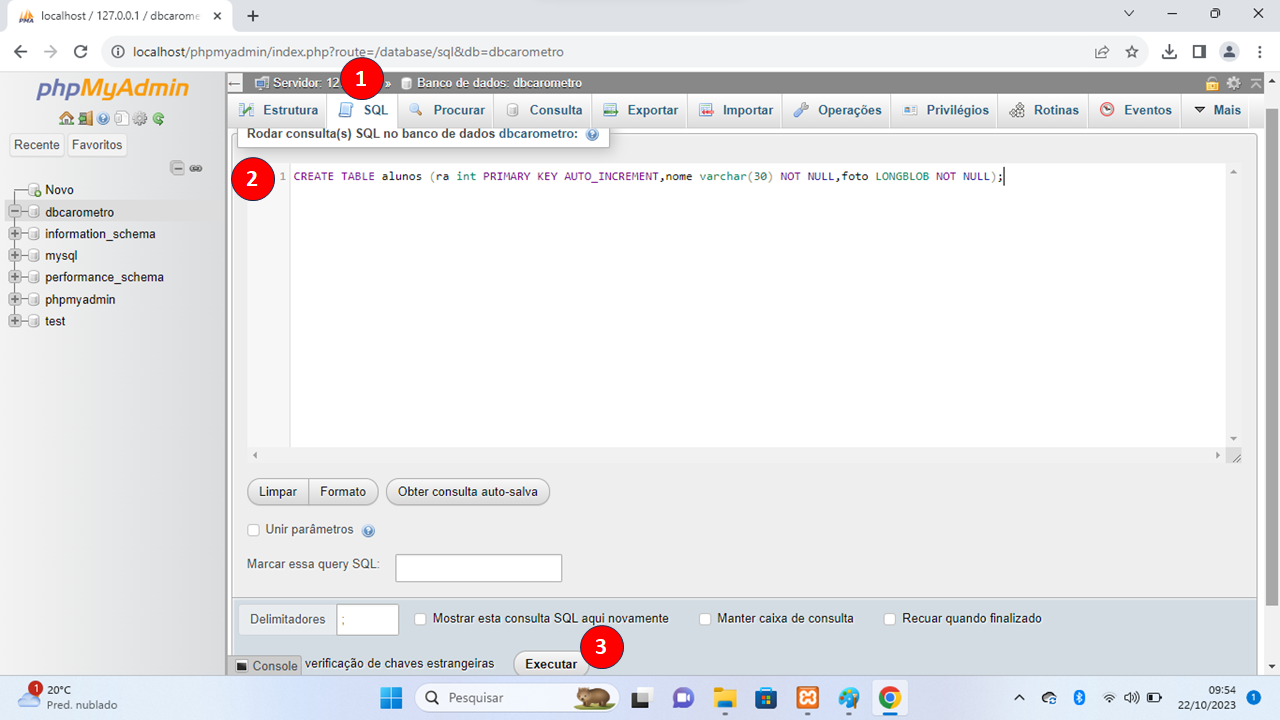 localhost / 127.0.0.1 / dbcarome
localhost/phpmyadmin/index.php?route=/database/sql&db=dbcarometro
phpMyAdmin
Recente
Favoritos
Novo
dbcarometro
information_schema
mysql
performance_schema
phpmyadmin
test
Servidor: 12
» Banco de dados: dbcarometro
1
Estrutura
SQL
Procurar
Consulta
Exportar
Importar
Operações
Privilégios
Rotinas
Eventos
Mais
Rodar consulta(s) SQL no banco de dados dbcarometro:
2
1 CREATE TABLE alunos (ra int PRIMARY KEY AUTO_INCREMENT,nome varchar(30) NOT NULL,foto LONGBLOB NOT NULL);
Limpar
Formato
Obter consulta auto-salva
Unir parâmetros
Marcar essa query SQL:
Delimitadores
;
Mostrar esta consulta SQL aqui novamente
Manter caixa de consulta
Recuar quando finalizado
Console
verificação de chaves estrangeiras
Executar
3
1
20°C
Pred. nublado
Pesquisar
09:54
22/10/2023
1